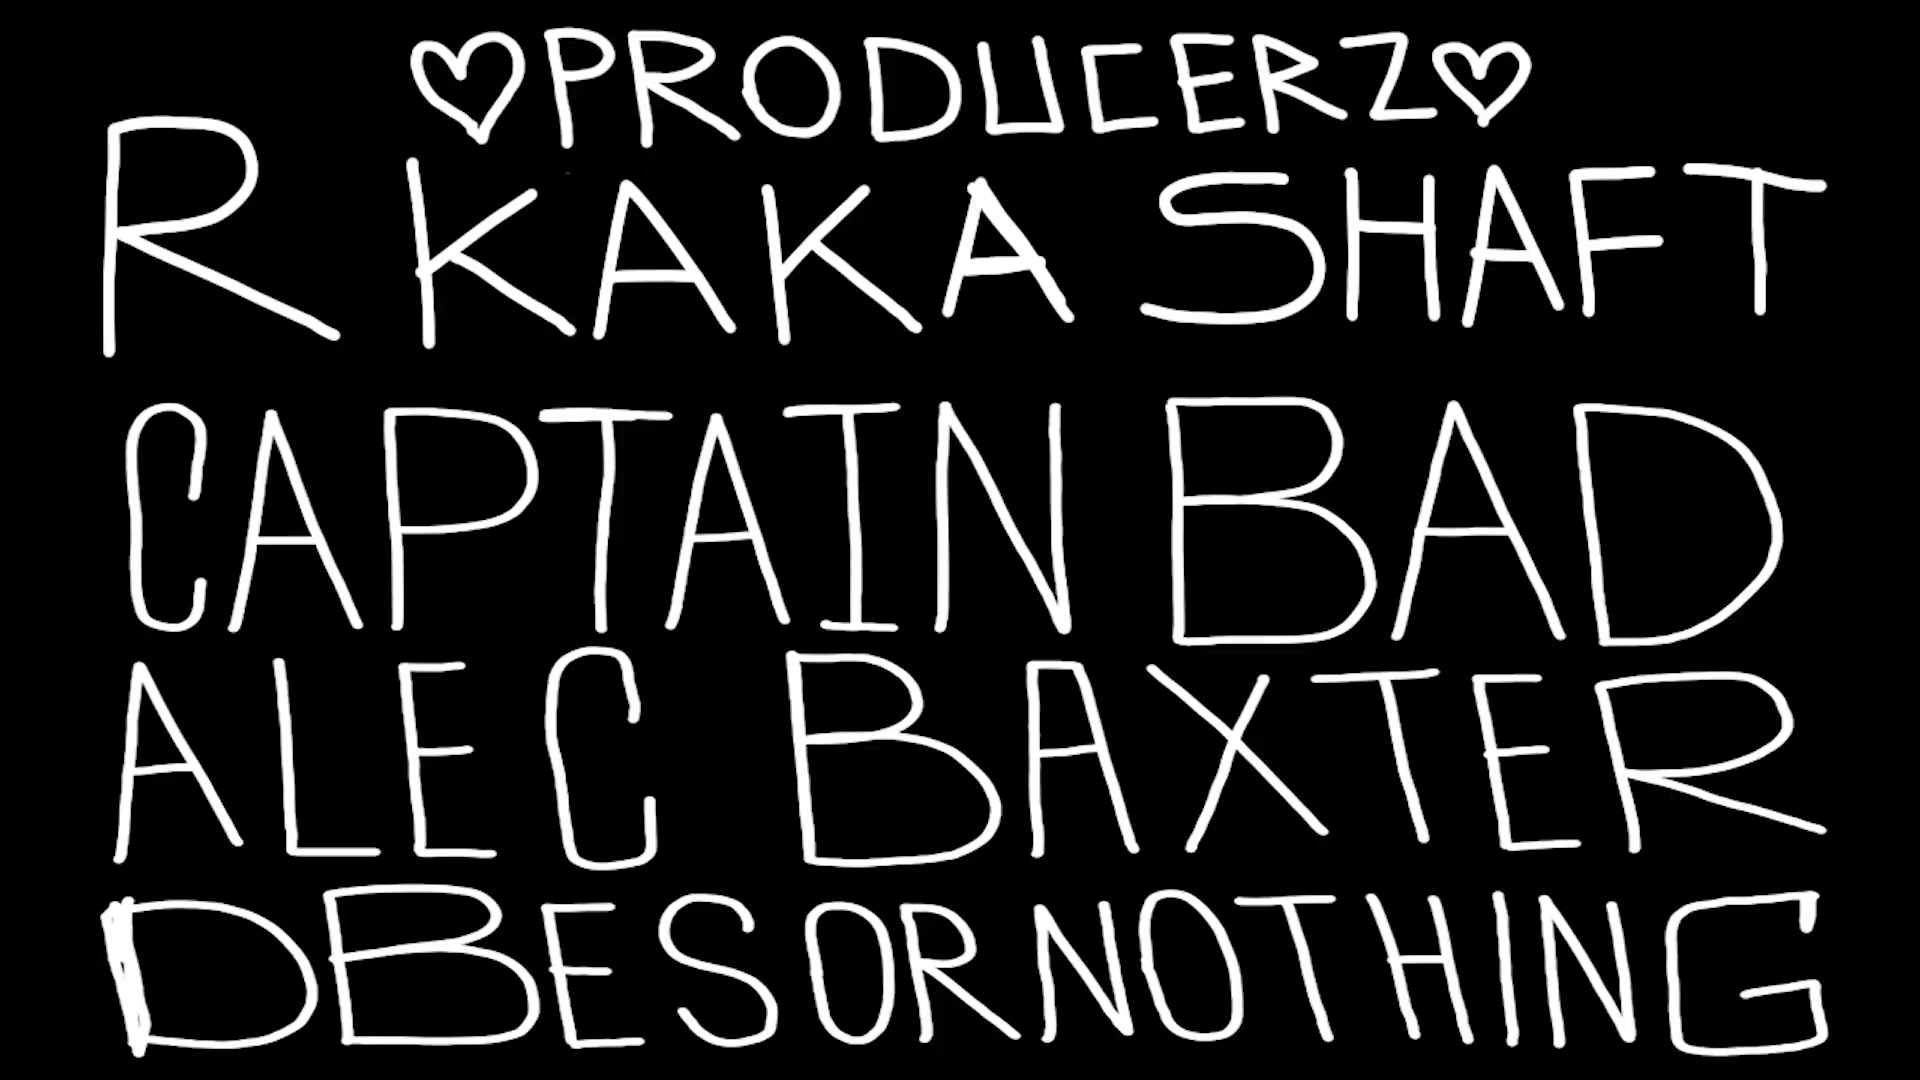 ♡PRODUCERZ♡
R KAKA SHAFT
CAPTAIN BAD
ALEC BAXTER
DBESORNOTHING